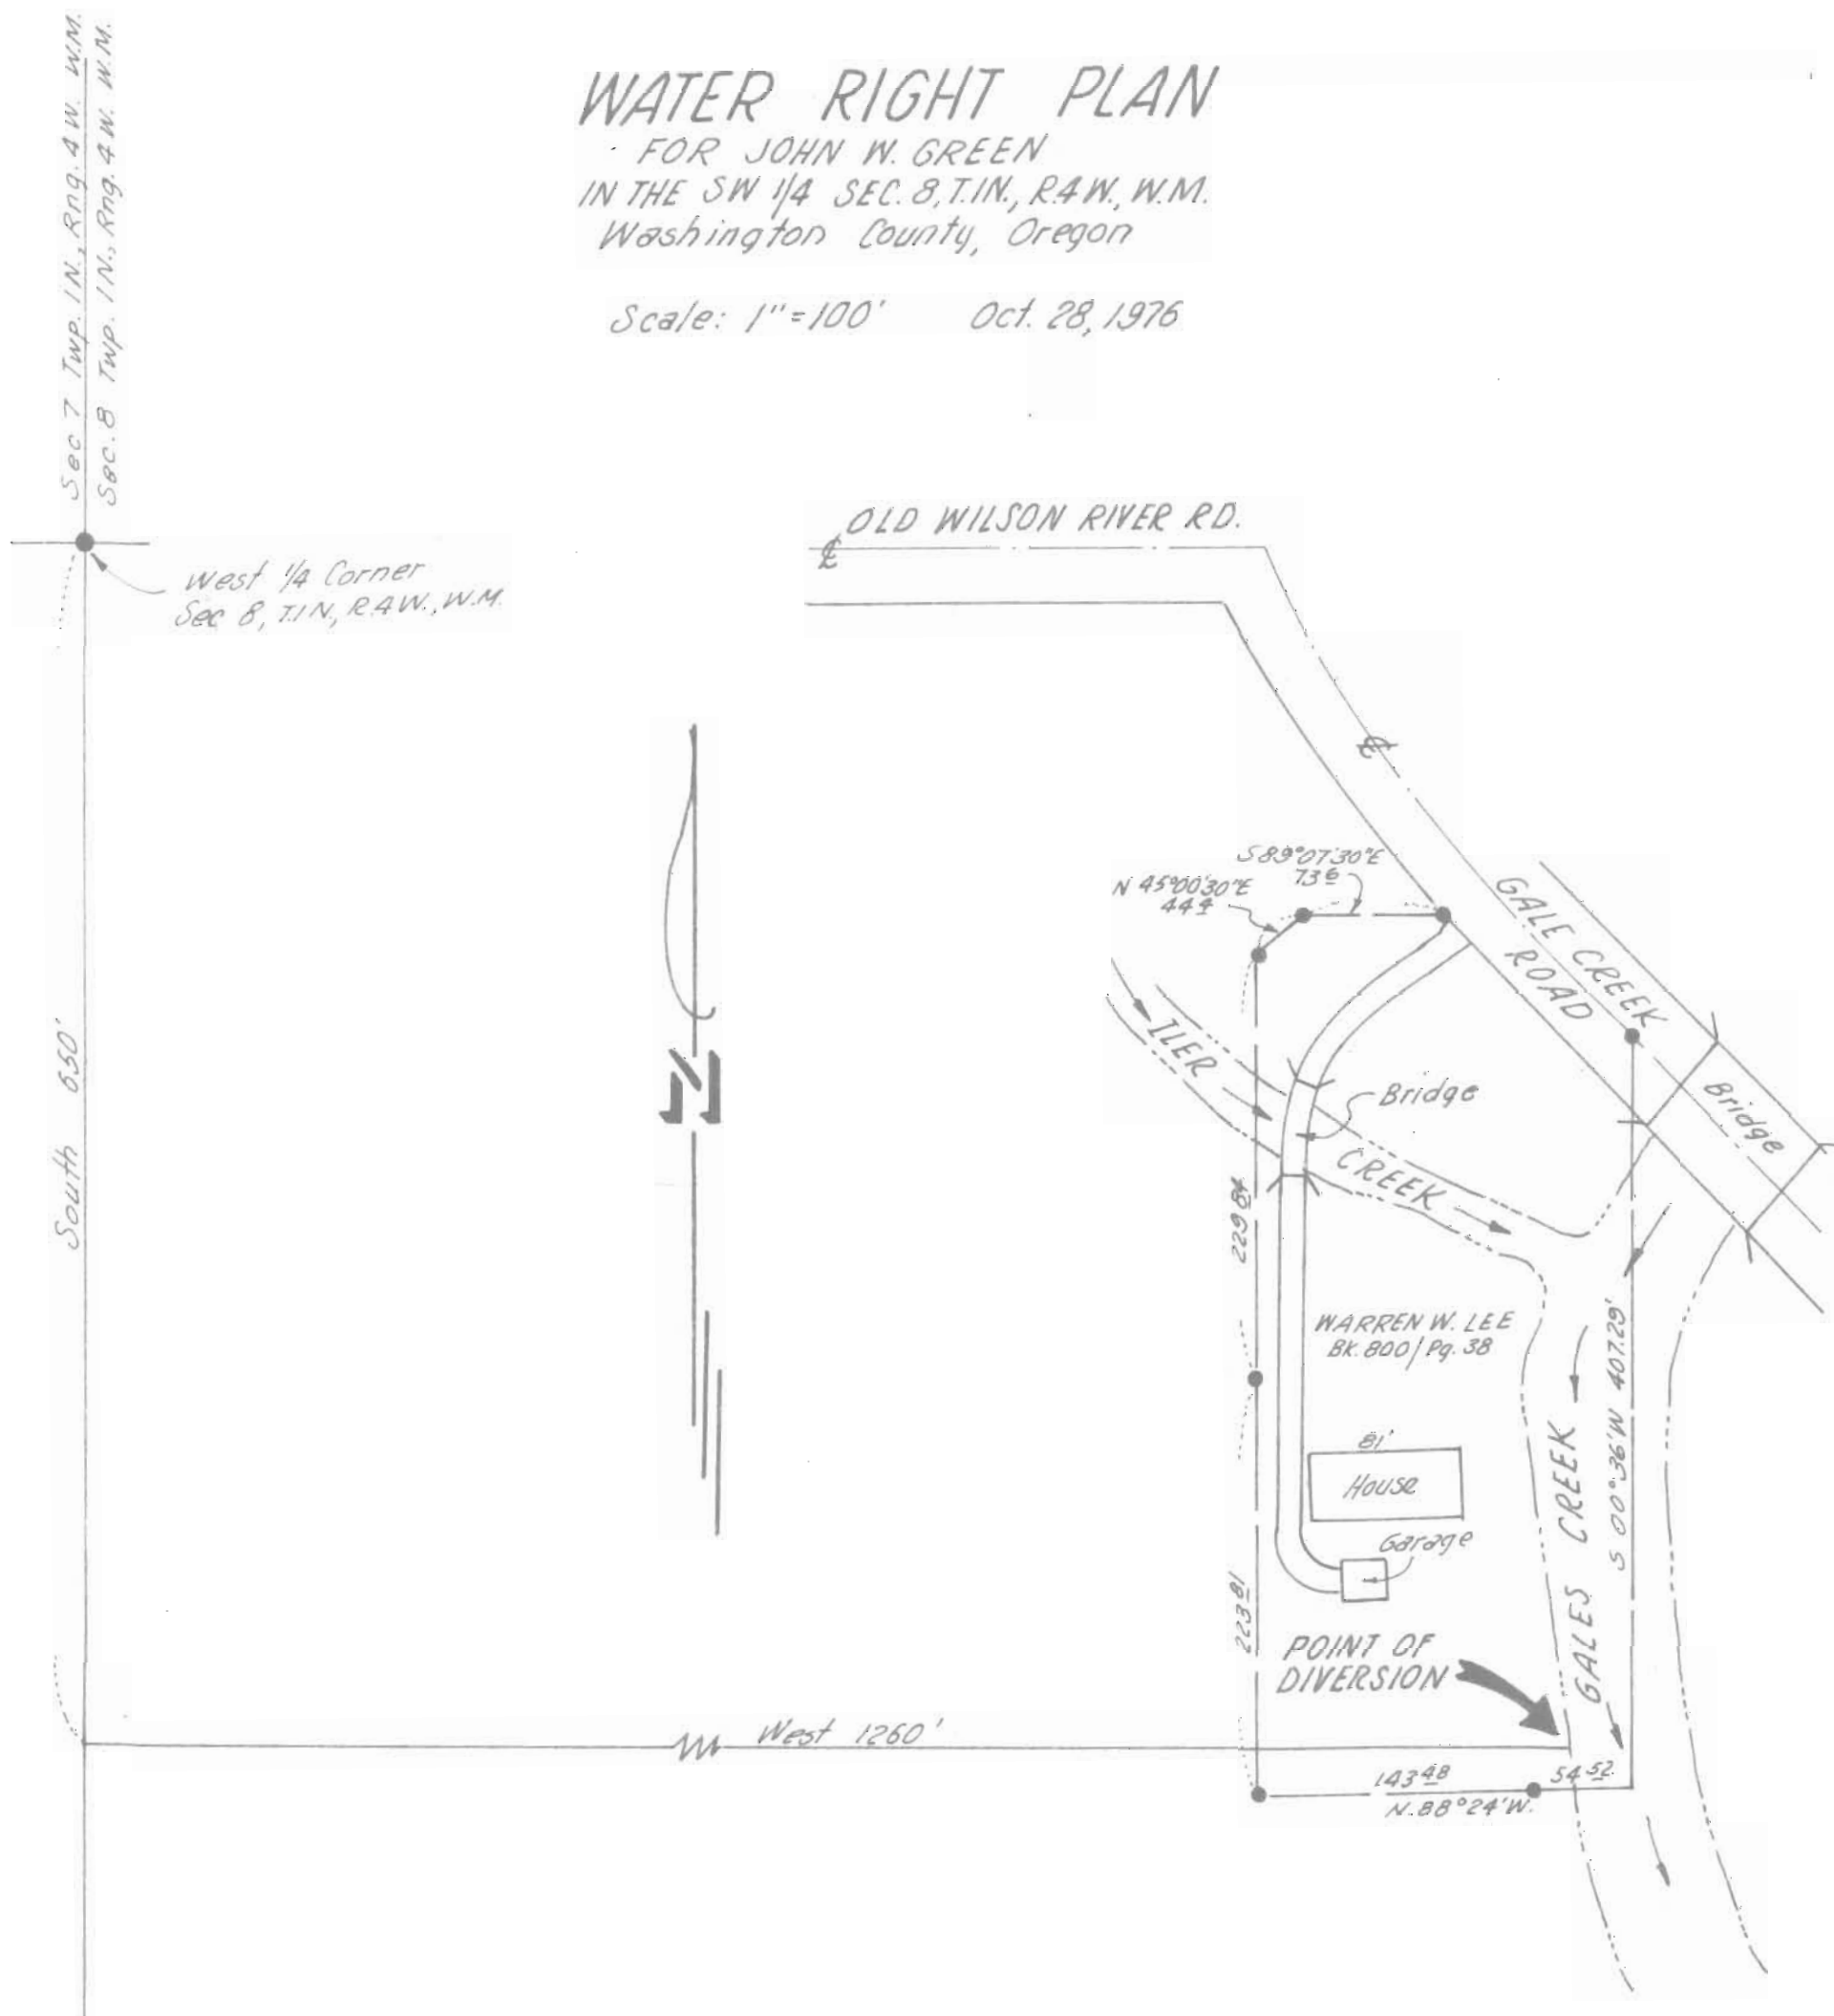 Sec 7 Twp. 1N., Rng. 4 W. W.M.
Sec. 8 Twp. 1N., Rng. 4 W. W.M.
WATER RIGHT PLAN
FOR JOHN W. GREEN
IN THE SW 1/4 SEC. 8, T.1N., R.4W., W.M.
Washington County, Oregon
Scale: 1"=100' Oct. 28, 1976
OLD WILSON RIVER RD.
℄
West 1/4 Corner
Sec 8, T.1N., R.4W., W.M.
℄
S 89°07'30"E
73 6
N 45°00'30"E
44 4
GALE CREEK
ROAD
ILER
CREEK
Bridge
Bridge
N
South 650'
229 84
WARREN W. LEE
BK. 800/Pg. 38
S 00°36'W 407.29'
GALES CREEK
81'
House
Garage
223 81
POINT OF
DIVERSION
West 1260'
143 48
54 52
N. 88°24'W.